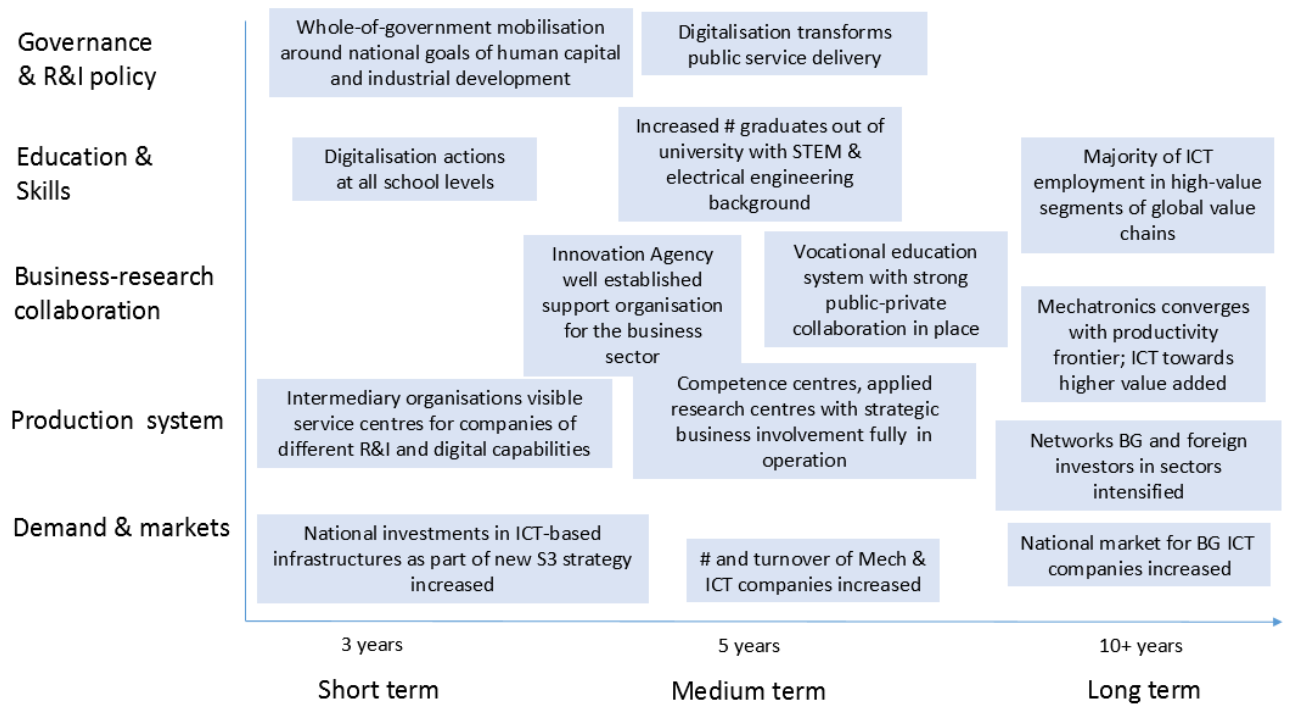 Governance
& R&I policy
Whole-of-government mobilisation
around national goals of human capital
and industrial development
Digitalisation transforms
public service delivery
Education &
Skills
Digitalisation actions
at all school levels
Increased # graduates out of
university with STEM &
electrical engineering
background
Majority of ICT
employment in high-value
segments of global value
chains
Business-research
collaboration
Innovation Agency
well established
support organisation
for the business
sector
Vocational education
system with strong
public-private
collaboration in place
Mechatronics converges
with productivity
frontier; ICT towards
higher value added
Production system
Intermediary organisations visible
service centres for companies of
different R&I and digital capabilities
Competence centres, applied
research centres with strategic
business involvement fully in
operation
Networks BG and foreign
investors in sectors
intensified
Demand & markets
National investments in ICT-based
infrastructures as part of new S3 strategy
increased
# and turnover of Mech &
ICT companies increased
National market for BG ICT
companies increased
3 years
5 years
10+ years
Short term
Medium term
Long term